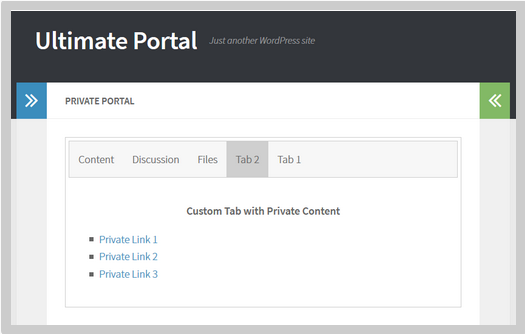 Ultimate Portal Just another WordPress site
PRIVATE PORTAL
Content Discussion Files Tab 2 Tab 1
Custom Tab with Private Content
Private Link 1
Private Link 2
Private Link 3